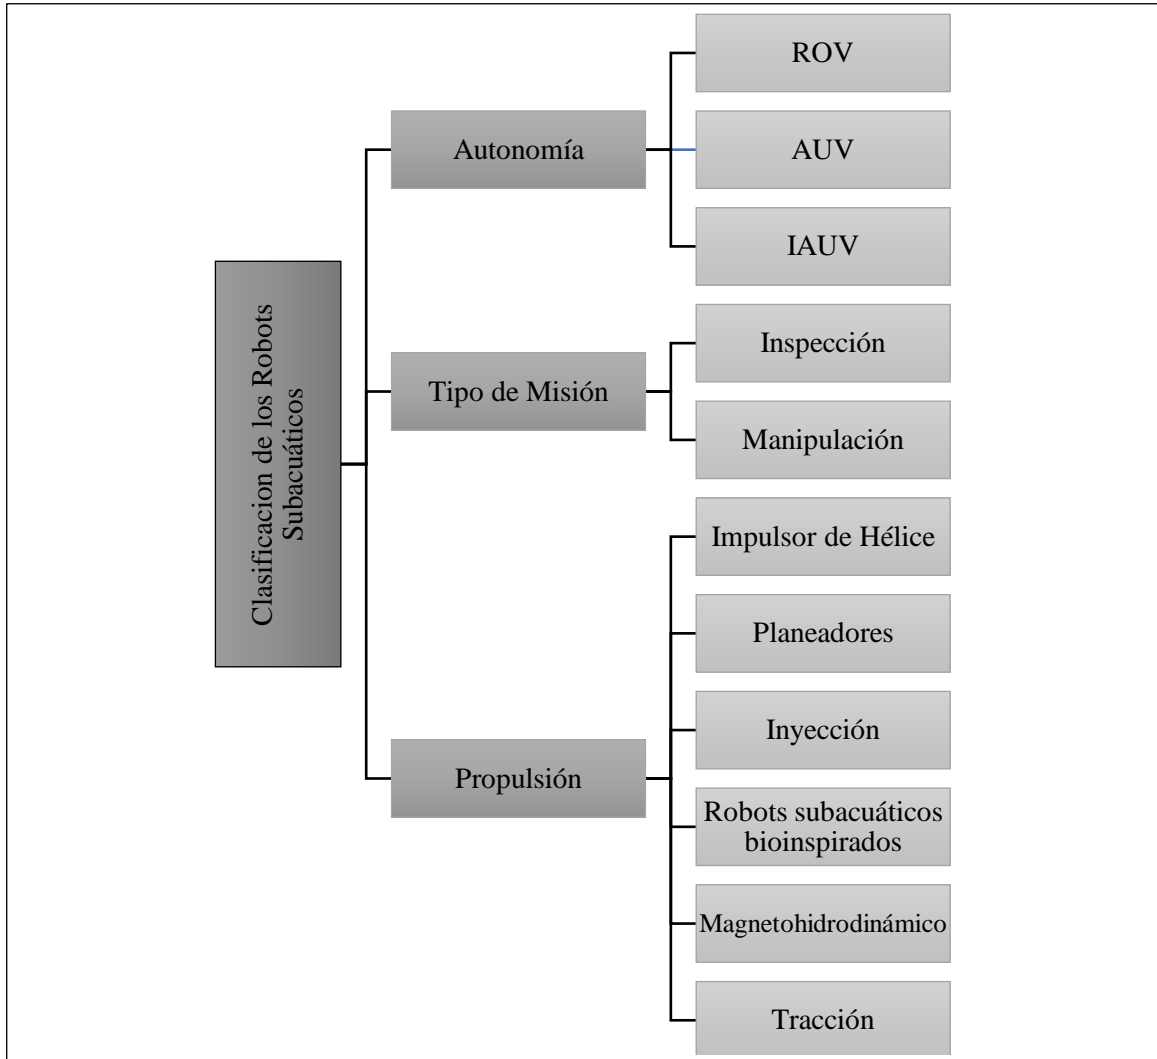 Clasificacion de los Robots
Subacuáticos
Autonomía
ROV
AUV
IAUV
Tipo de Misión
Inspección
Manipulación
Propulsión
Impulsor de Hélice
Planeadores
Inyección
Robots subacuáticos
bioinspirados
Magnetohidrodinámico
Tracción